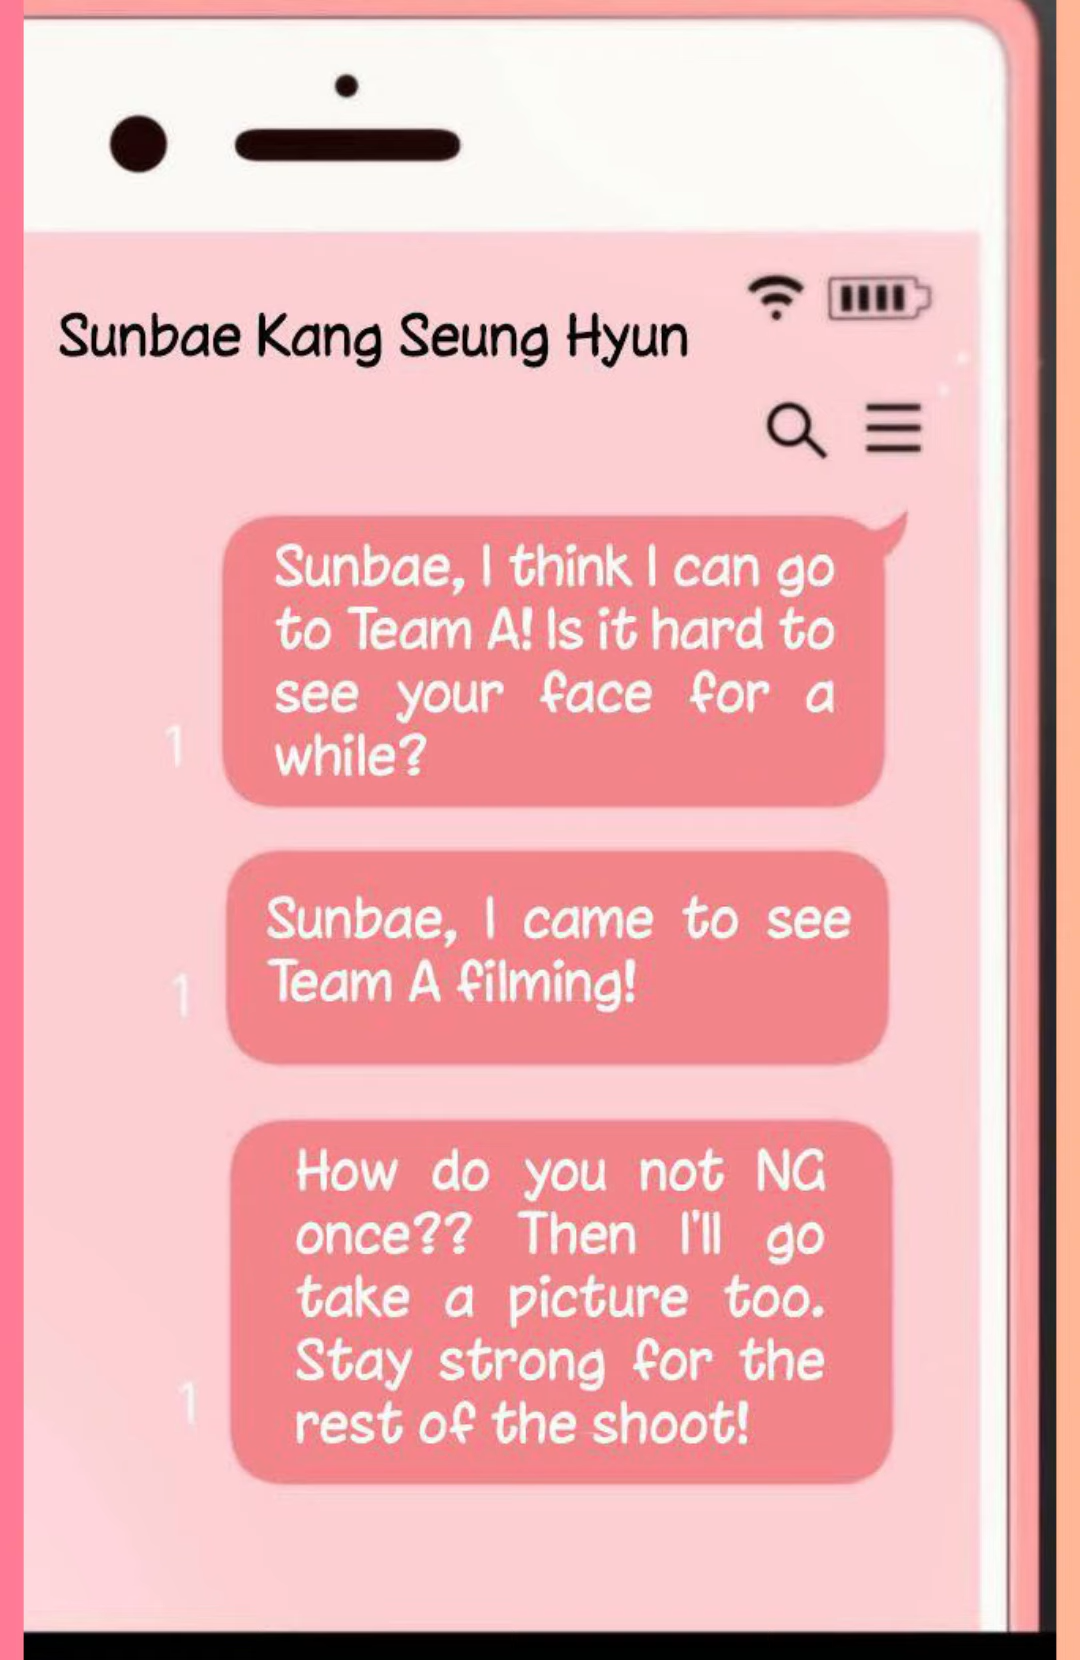 Sunbae Kang Seung Hyun
Sunbae, I think I can go
to Team A! Is it hard to
see your face for a
while?
1
Sunbae, I came to see
Team A filming!
1
How do you not NG
once?? Then I'll go
take a picture too.
Stay strong for the
rest of the shoot!
1